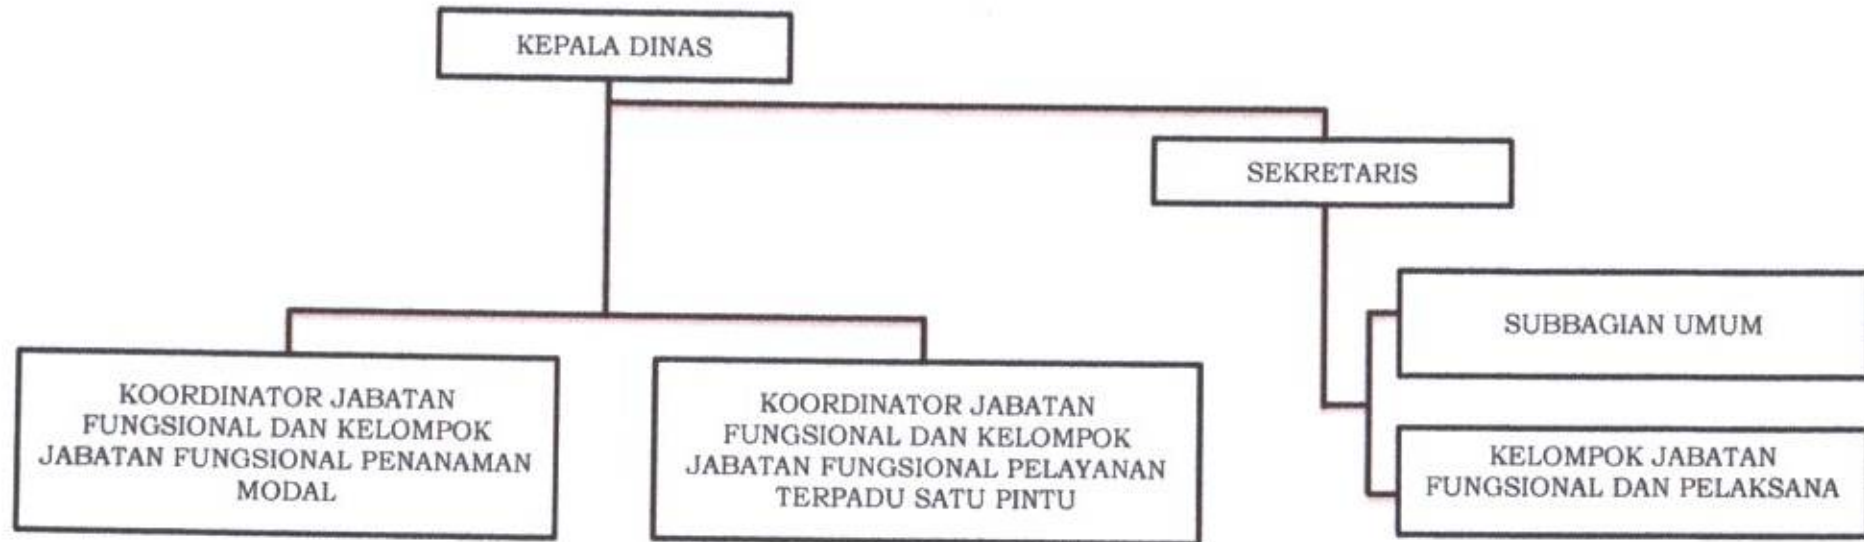 KEPALA DINAS
SEKRETARIS
SUBBAGIAN UMUM
KOORDINATOR JABATAN
FUNGSIONAL DAN KELOMPOK
JABATAN FUNGSIONAL PENANAMAN
MODAL
KOORDINATOR JABATAN
FUNGSIONAL DAN KELOMPOK
JABATAN FUNGSIONAL PELAYANAN
TERPADU SATU PINTU
KELOMPOK JABATAN
FUNGSIONAL DAN PELAKSANA